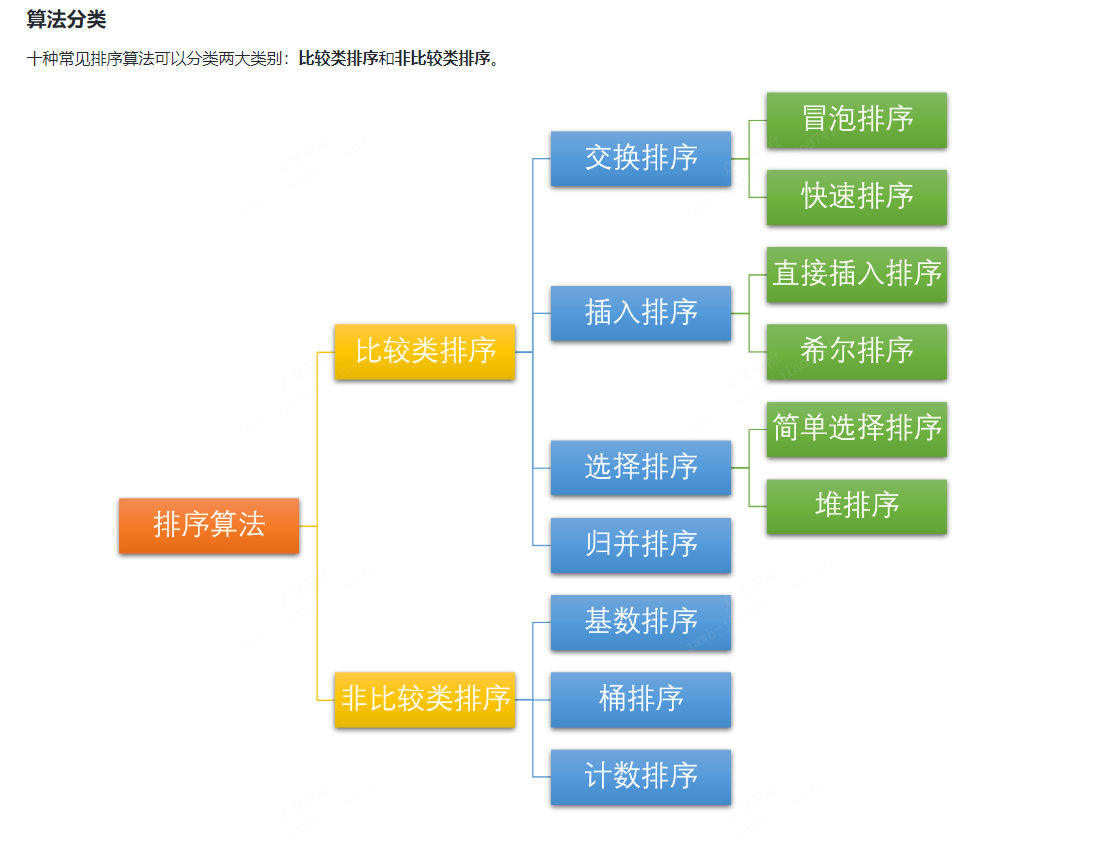 算法分类
十种常见排序算法可以分类两大类别：比较类排序和非比较类排序。
冒泡排序
交换排序
快速排序
直接插入排序
插入排序
希尔排序
比较类排序
简单选择排序
选择排序
堆排序
排序算法
归并排序
基数排序
非比较类排序
桶排序
计数排序